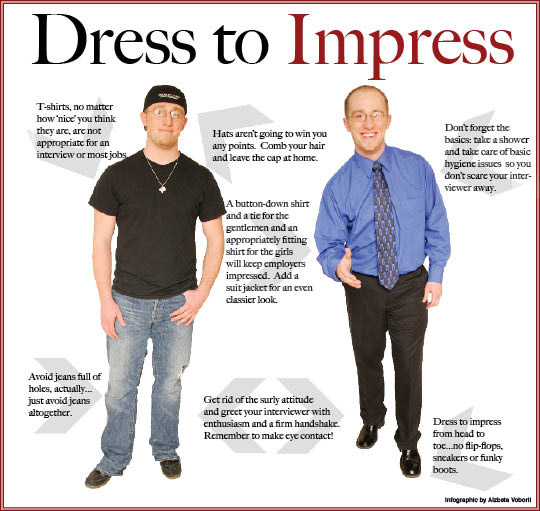 Dress to Impress
T-shirts, no matter
how 'nice' you think
they are, are not
appropriate for an
interview or most jobs.
Hats aren't going to win you
any points. Comb your hair
and leave the cap at home.
Don't forget the
basics: take a shower
and take care of basic
hygiene issues so you
don't scare your inter-
viewer away.
A button-down shirt
and a tie for the
gentlemen and an
appropriately fitting
shirt for the girls
will keep employers
impressed. Add a
suit jacket for an even
classier look.
Avoid jeans full of
holes, actually...
just avoid jeans
altogether.
Get rid of the surly attitude
and greet your interviewer with
enthusiasm and a firm handshake.
Remember to make eye contact!
Dress to impress
from head to
toe...no flip-flops,
sneakers or funky
boots.
Infographic by Alzbeta Voboril